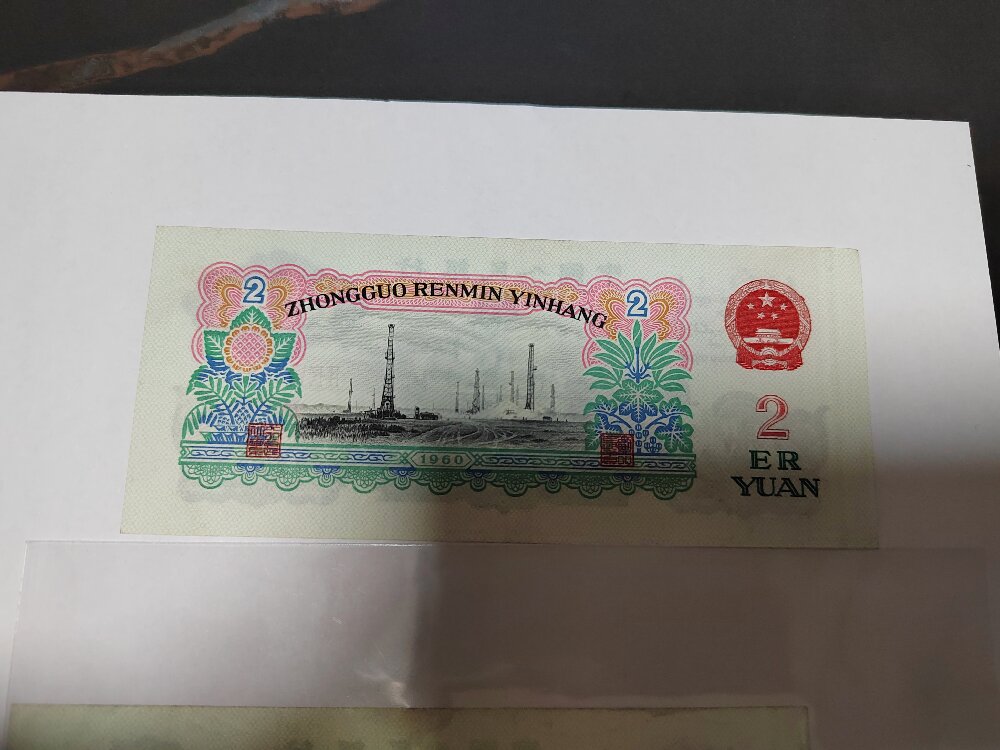 2
2
ZHONGGUO RENMIN YINHANG
1960
2
ER
YUAN